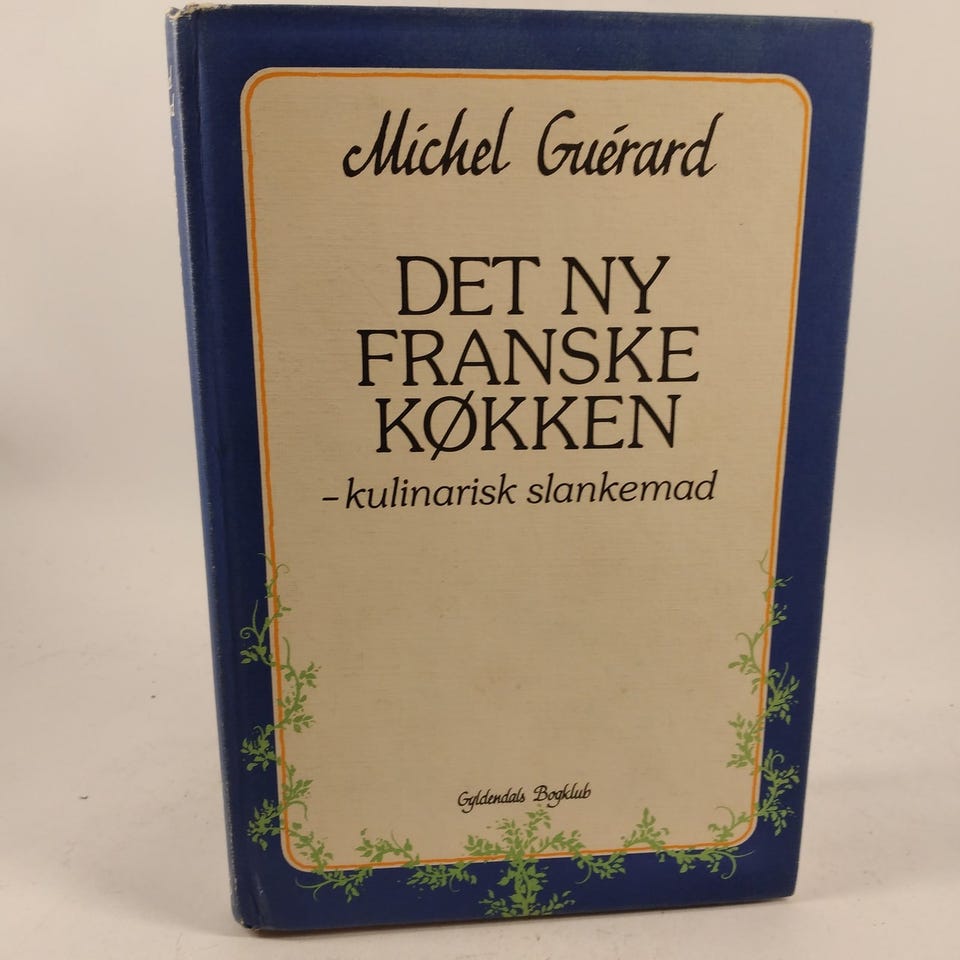 Michel Guérard
DET NY
FRANSKE
KØKKEN
– kulinarisk slankemad
Gyldendals Bogklub